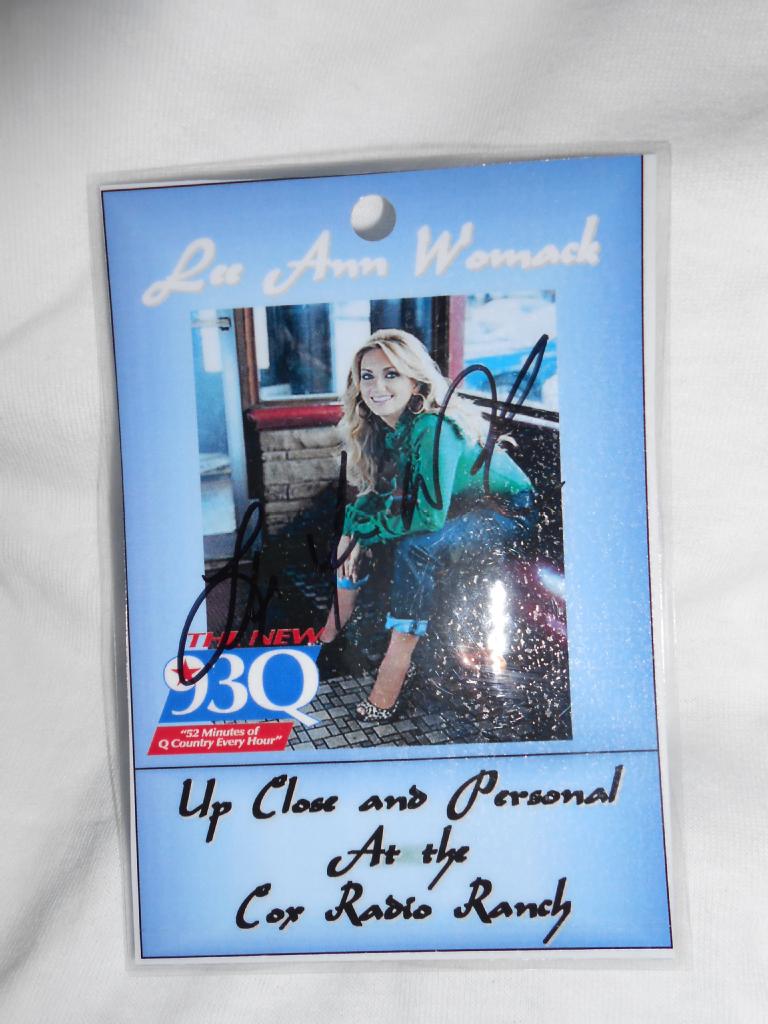 Lee Ann Womack
THE NEW
93Q
"52 Minutes of
Q Country Every Hour"
Up Close and Personal
At the
Cox Radio Ranch